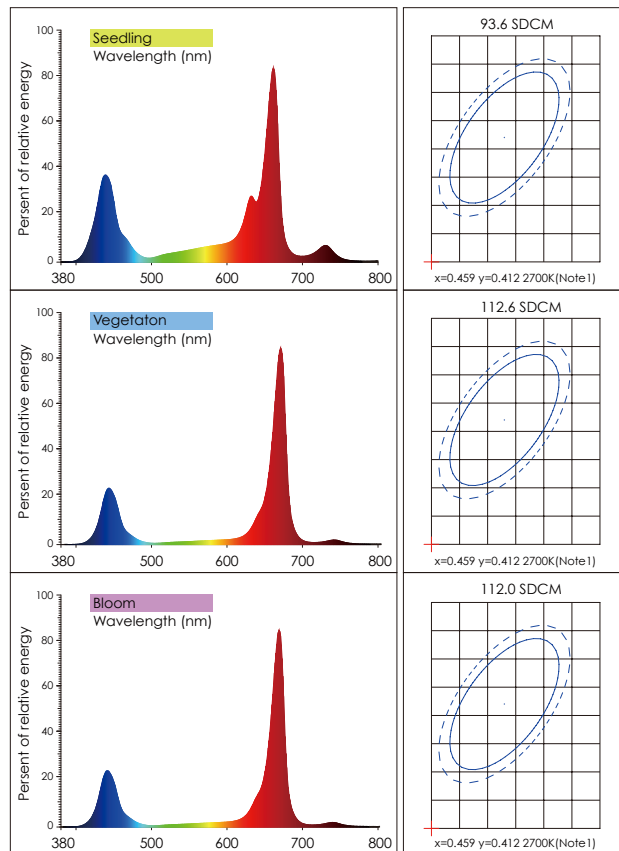 Seedling
Wavelength (nm)
Persent of relative energy
100
80
60
40
20
0
380 500 600 700 800
93.6 SDCM
x=0.459 y=0.412 2700K(Note1)
Vegetaton
Wavelength (nm)
Persent of relative energy
100
80
60
40
20
0
380 500 600 700 800
112.6 SDCM
x=0.459 y=0.412 2700K(Note1)
Bloom
Wavelength (nm)
Persent of relative energy
100
80
60
40
20
0
380 500 600 700 800
112.0 SDCM
x=0.459 y=0.412 2700K(Note1)